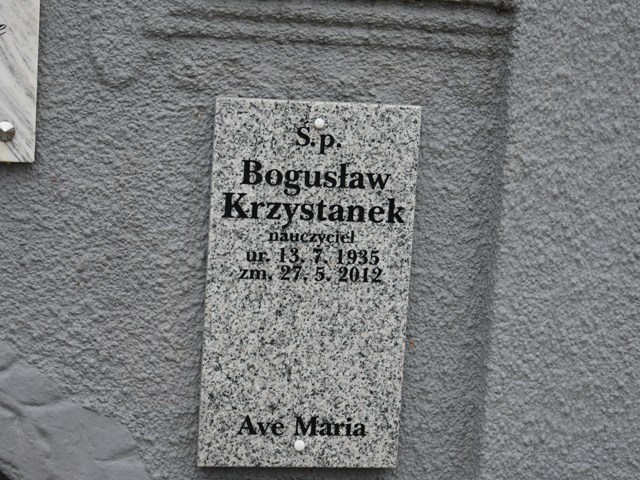 Ś.p.
Bogusław
Krzystanek
nauczyciel
ur. 13. 7. 1935
zm. 27. 5. 2012
Ave Maria